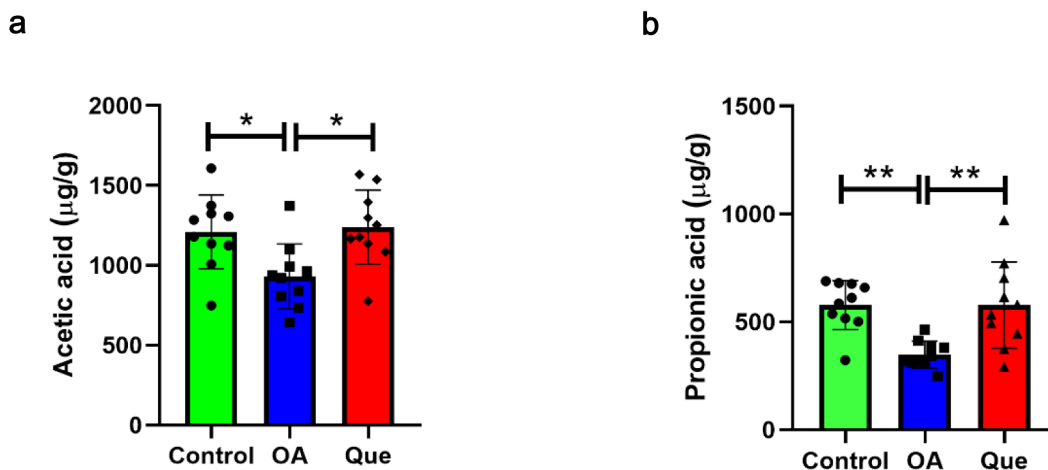 a
b
2000
1500
1000
500
0
Acetic acid (μg/g)
* *
Control OA Que
1500
1000
500
0
Propionic acid (μg/g)
** **
Control OA Que